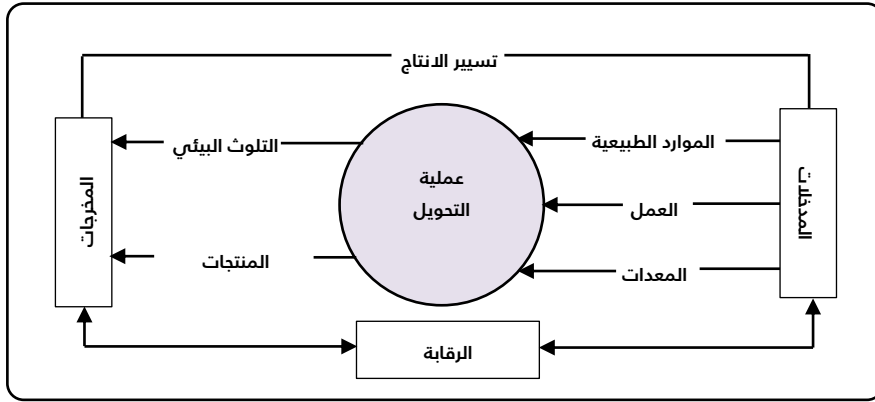 تسيير الانتاج
المدخلات
الموارد الطبيعية
العمل
المعدات
عملية
التحويل
التلوث البيئي
المنتجات
المخرجات
الرقابة